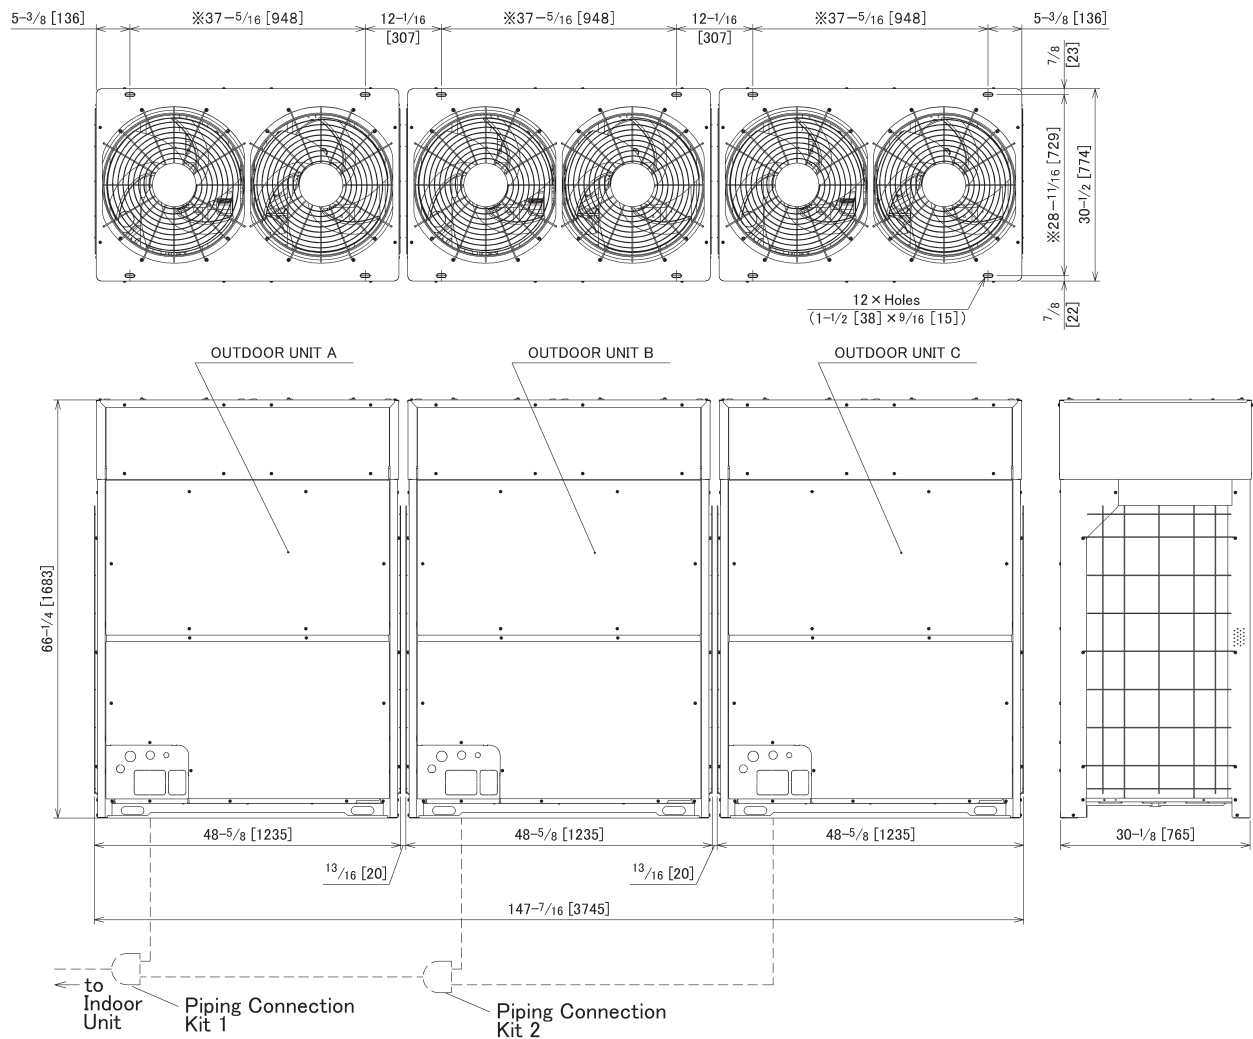 5-3/8 [136]
※37-5/16 [948]
12-1/16
[307]
※37-5/16 [948]
12-1/16
[307]
※37-5/16 [948]
5-3/8 [136]
7/8
[23]
※28-11/16 [729]
30-1/2 [774]
7/8
[22]
12×Holes
(1-1/2 [38] × 9/16 [15])
OUTDOOR UNIT A
OUTDOOR UNIT B
OUTDOOR UNIT C
66-1/4 [1683]
48-5/8 [1235]
48-5/8 [1235]
48-5/8 [1235]
30-1/8 [765]
13/16 [20]
13/16 [20]
147-7/16 [3745]
to
Indoor
Unit
Piping Connection
Kit 1
Piping Connection
Kit 2